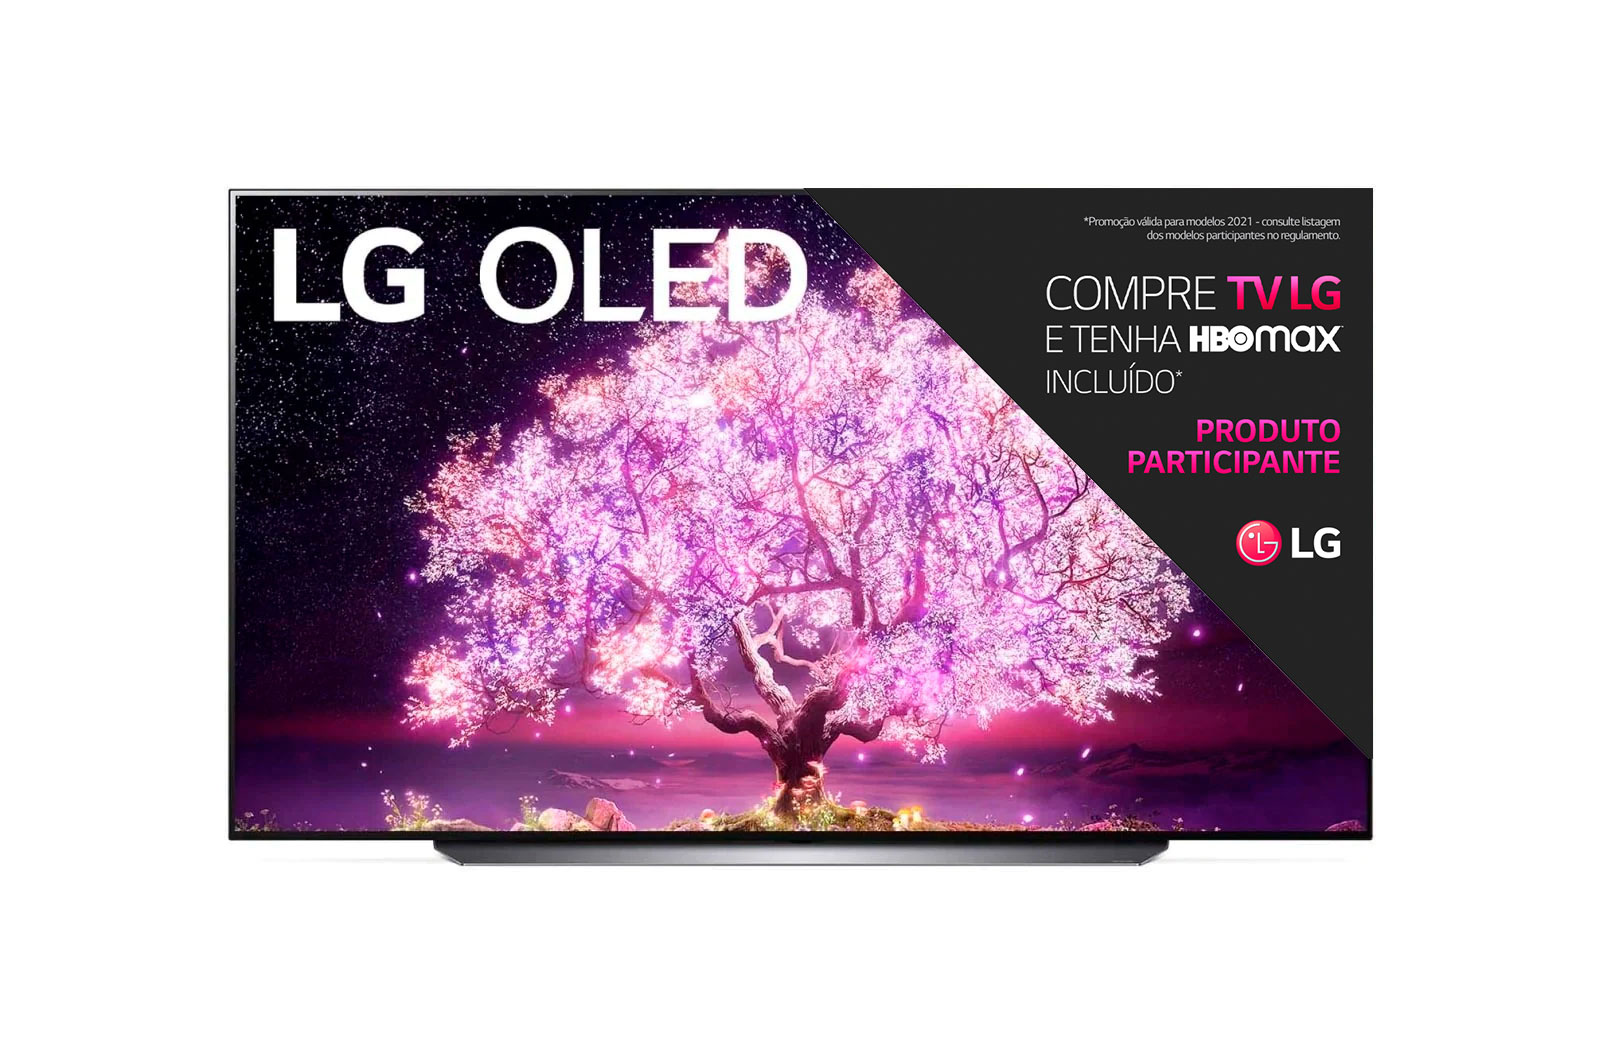 LG OLED
*Promoção válida para modelos 2021 - consulte listagem
dos modelos participantes no regulamento.
COMPRE TV LG
E TENHA HBOMAX
INCLUÍDO*
PRODUTO
PARTICIPANTE
LG